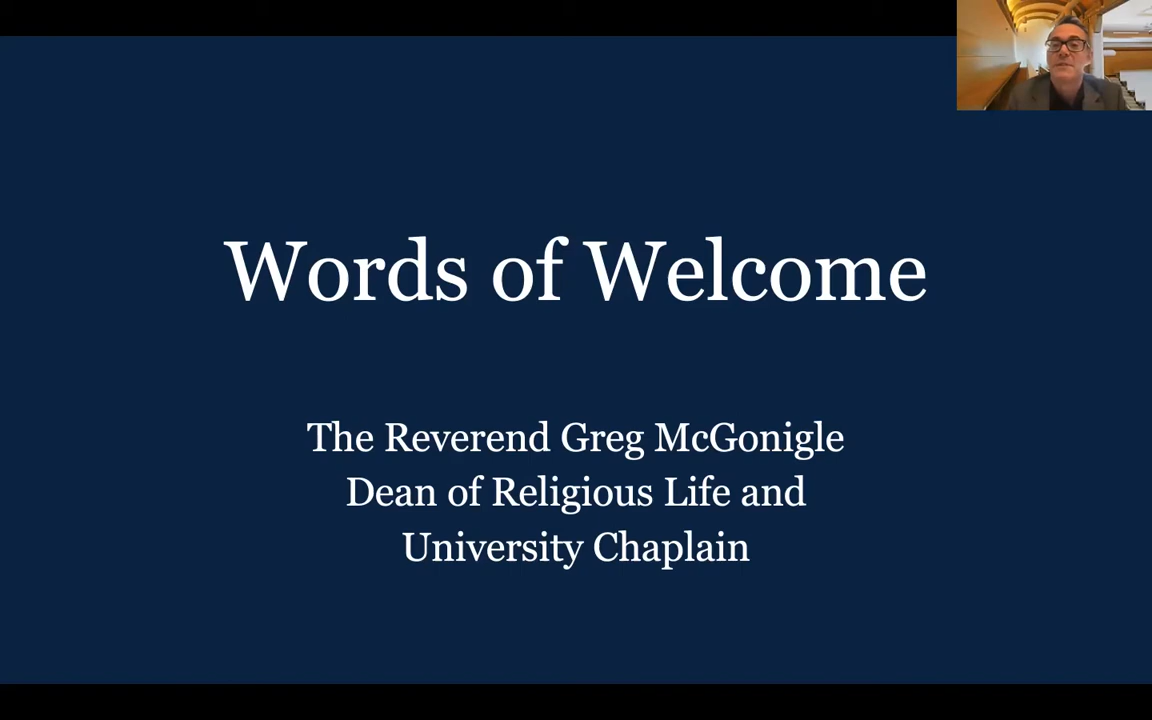 Words of Welcome
The Reverend Greg McGonigle
Dean of Religious Life and
University Chaplain